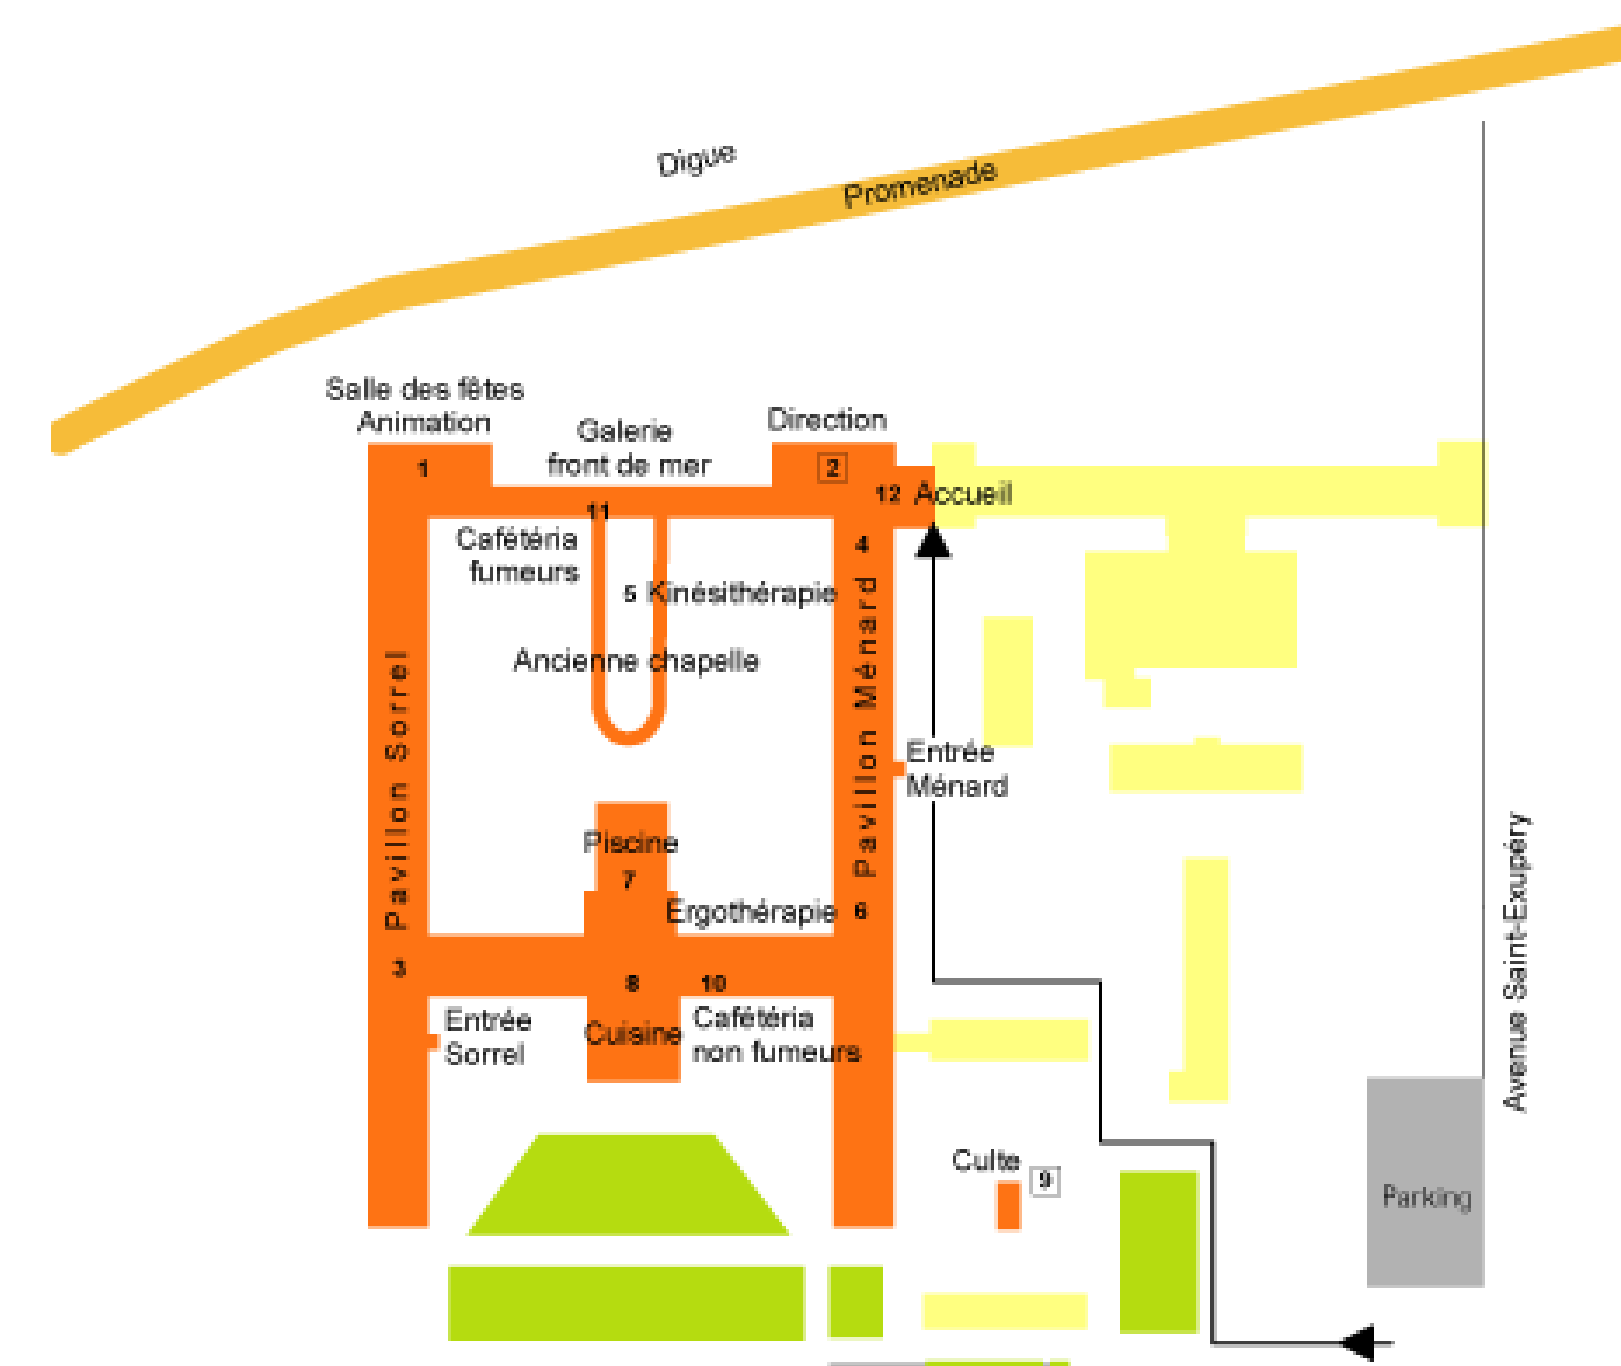 Digue
Promenade
Salle des fêtes
Animation
Galerie
front de mer
Direction
1
2
12 Accueil
11
Cafétéria
fumeurs
4
5 Kinésithérapie
Ancienne chapelle
Pavillon Sorrel
Pavillon Ménard
Entrée
Ménard
Piscine
7
Ergothérapie 6
3
8
10
Entrée
Sorrel
Cuisine
Cafétéria
non fumeurs
Avenue Saint-Exupéry
Culte
9
Parking